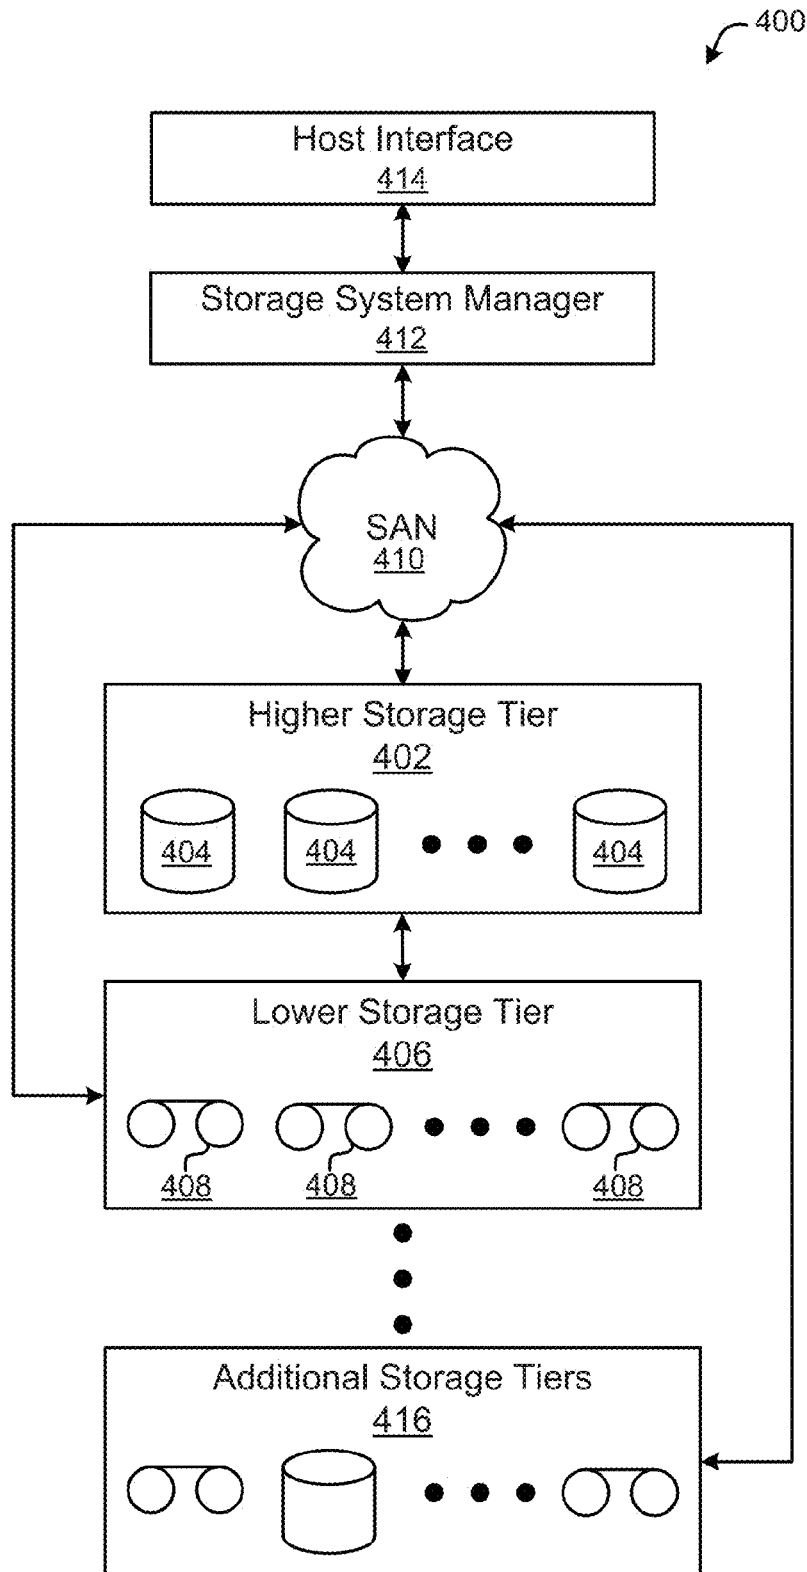 400
Host Interface
414
Storage System Manager
412
SAN
410
Higher Storage Tier
402
404 404 404
Lower Storage Tier
406
408 408 408
Additional Storage Tiers
416